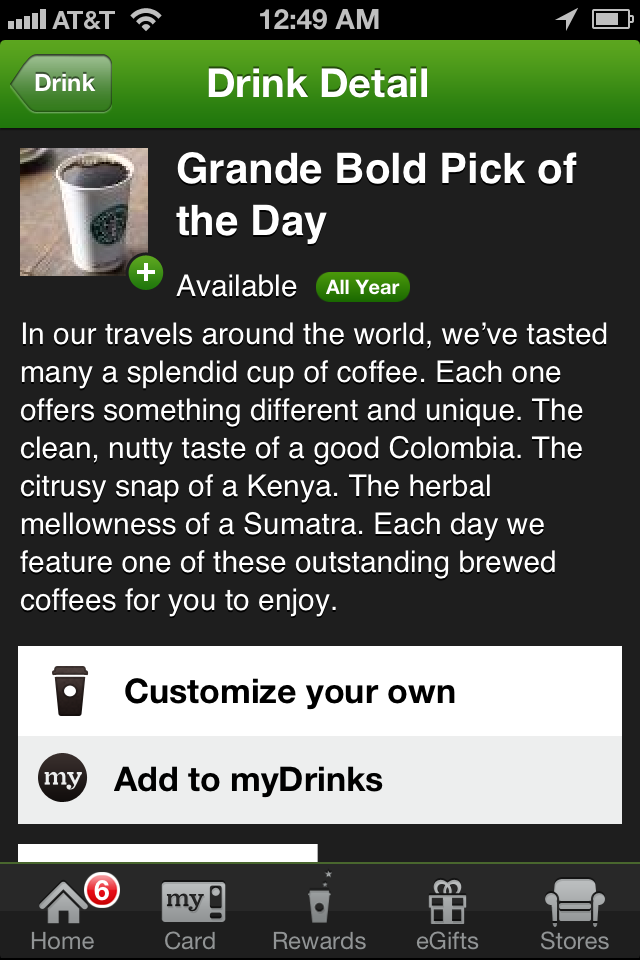 AT&T 12:49 AM
Drink Drink Detail
Grande Bold Pick of
the Day
Available All Year
In our travels around the world, we’ve tasted
many a splendid cup of coffee. Each one
offers something different and unique. The
clean, nutty taste of a good Colombia. The
citrusy snap of a Kenya. The herbal
mellowness of a Sumatra. Each day we
feature one of these outstanding brewed
coffees for you to enjoy.
Customize your own
my Add to myDrinks
6 my
Home Card Rewards eGifts Stores